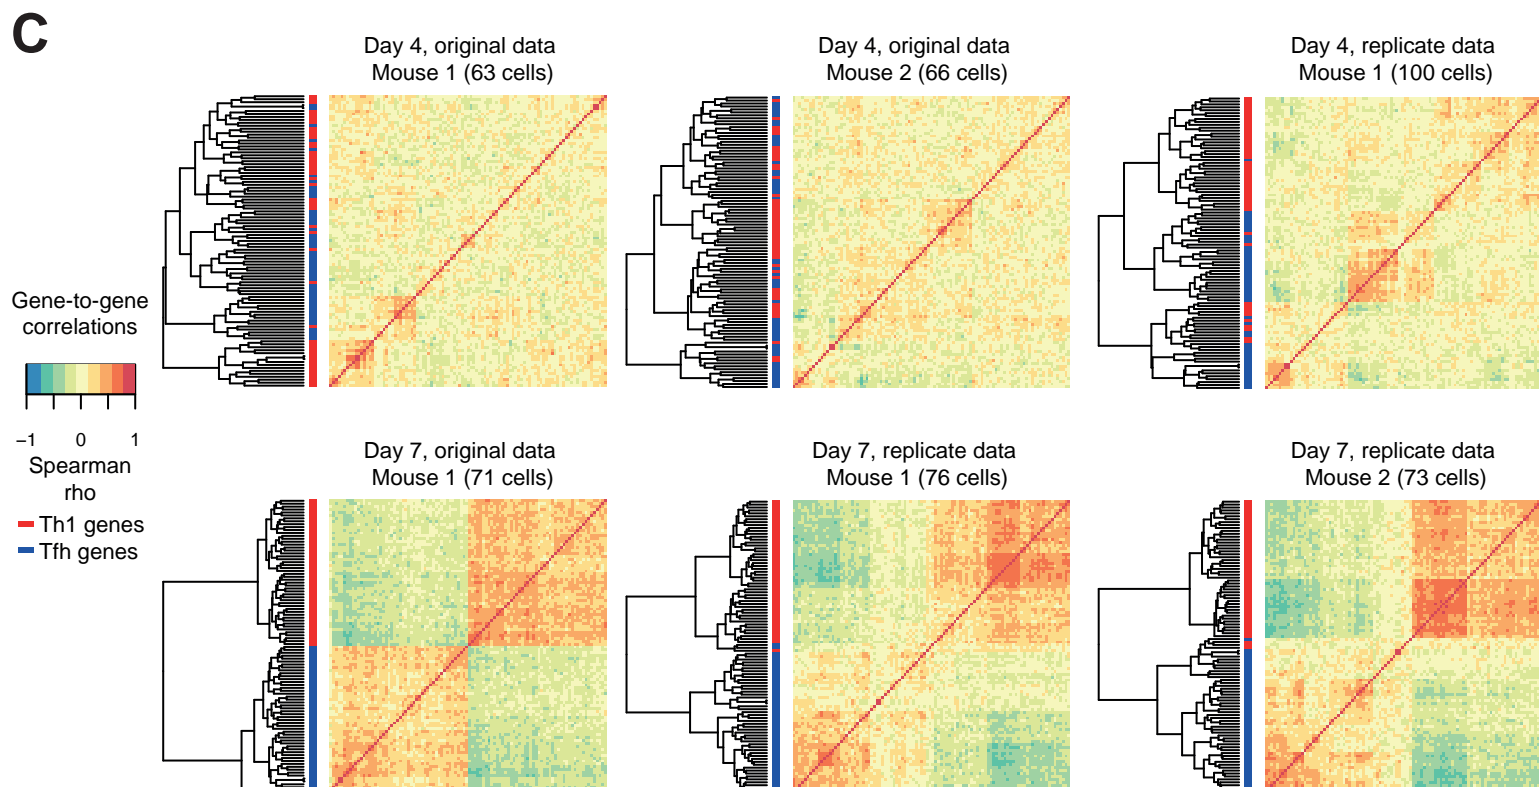 C
Day 4, original data
Mouse 1 (63 cells)
Day 4, original data
Mouse 2 (66 cells)
Day 4, replicate data
Mouse 1 (100 cells)
Gene-to-gene
correlations
−1 0 1
Spearman
rho
Th1 genes
Tfh genes
Day 7, original data
Mouse 1 (71 cells)
Day 7, replicate data
Mouse 1 (76 cells)
Day 7, replicate data
Mouse 2 (73 cells)